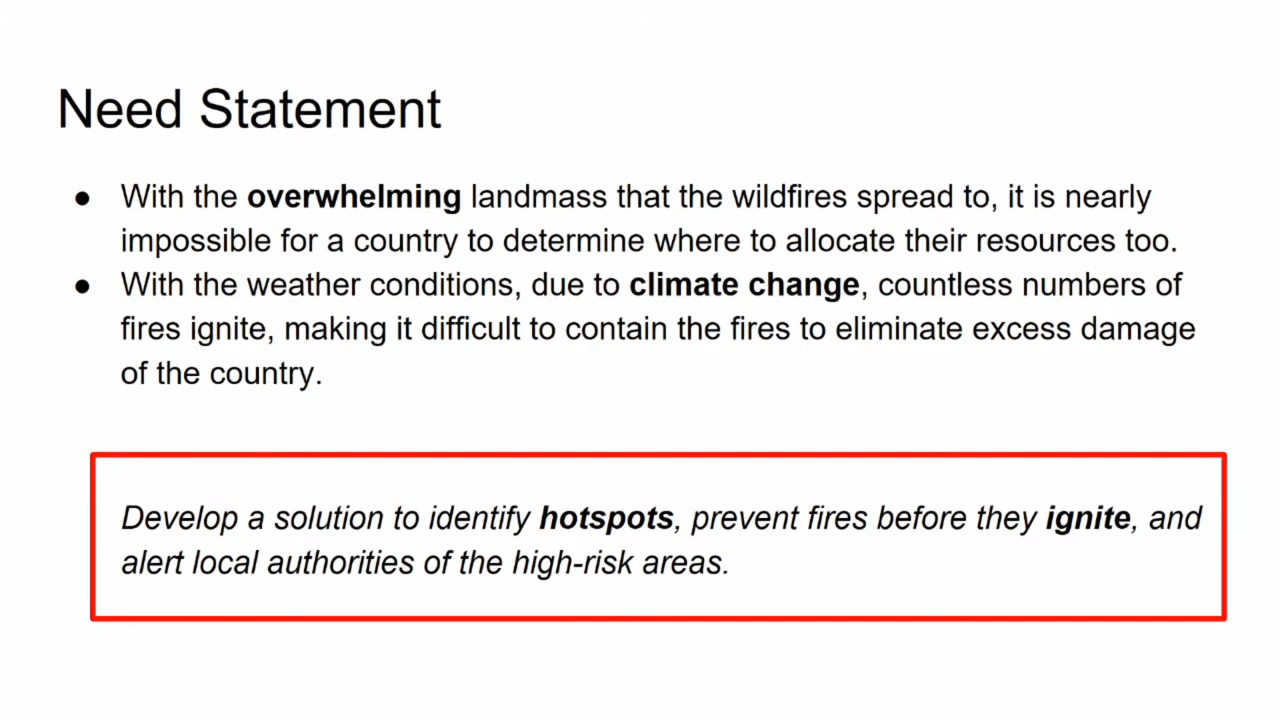 Need Statement
● With the overwhelming landmass that the wildfires spread to, it is nearly
impossible for a country to determine where to allocate their resources too.
● With the weather conditions, due to climate change, countless numbers of
fires ignite, making it difficult to contain the fires to eliminate excess damage
of the country.
Develop a solution to identify hotspots, prevent fires before they ignite, and
alert local authorities of the high-risk areas.